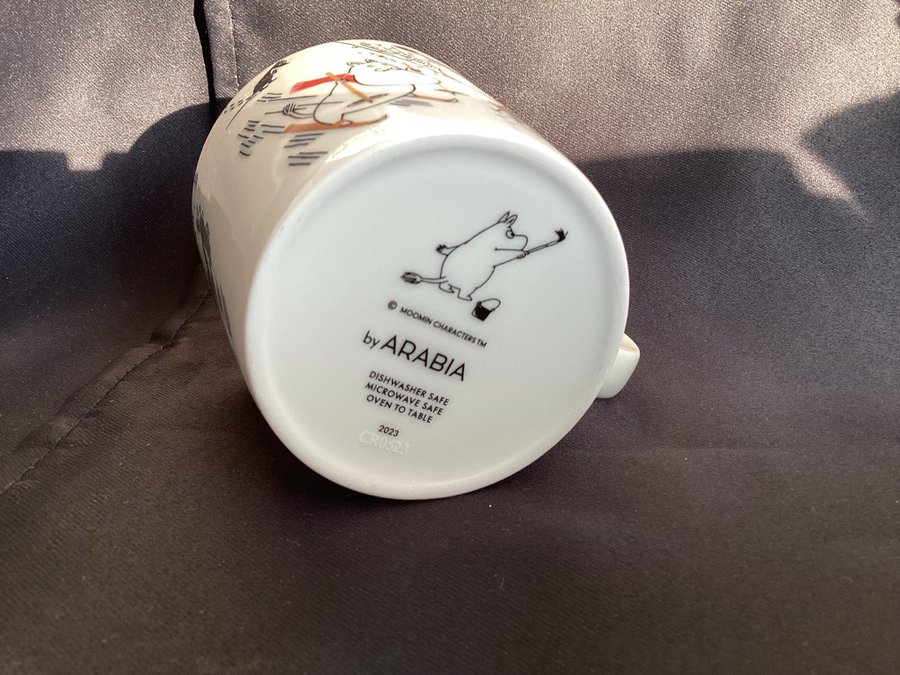 © MOOMIN CHARACTERS™
by ARABIA
DISHWASHER SAFE
MICROWAVE SAFE
OVEN TO TABLE
2023
CR0523